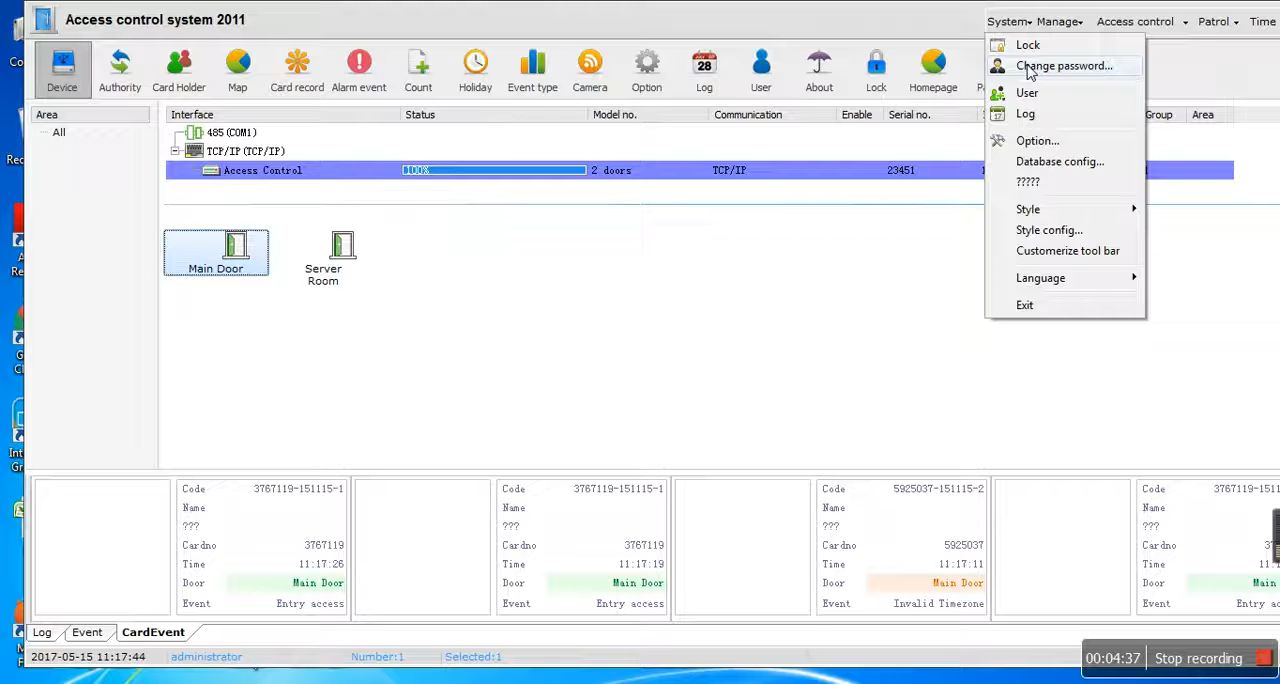 Access control system 2011
System Manage Access control Patrol Time
Device Authority Card Holder Map Card record Alarm event Count Holiday Event type Camera Option Log User About Lock Homepage
28
Lock
Change password...
User
Log
Option...
Database config...
?????
Style
Style config...
Customerize tool bar
Language
Exit
Area
All
Interface Status Model no. Communication Enable Serial no. Group Area
485(COM1)
TCP/IP(TCP/IP)
Access Control 100% 2 doors TCP/IP 23451
Main Door
Server
Room
Code 3767119-151115-1
Name
???
Cardno 3767119
Time 11:17:26
Door Main Door
Event Entry access
Code 3767119-151115-1
Name
???
Cardno 3767119
Time 11:17:19
Door Main Door
Event Entry access
Code 5925037-151115-2
Name
???
Cardno 5925037
Time 11:17:11
Door Main Door
Event Invalid Timezone
Code 3767119-1511
Name
???
Cardno
Time
Door Main
Event Entry
Log Event CardEvent
2017-05-15 11:17:44 administrator Number:1 Selected:1
00:04:37 Stop recording